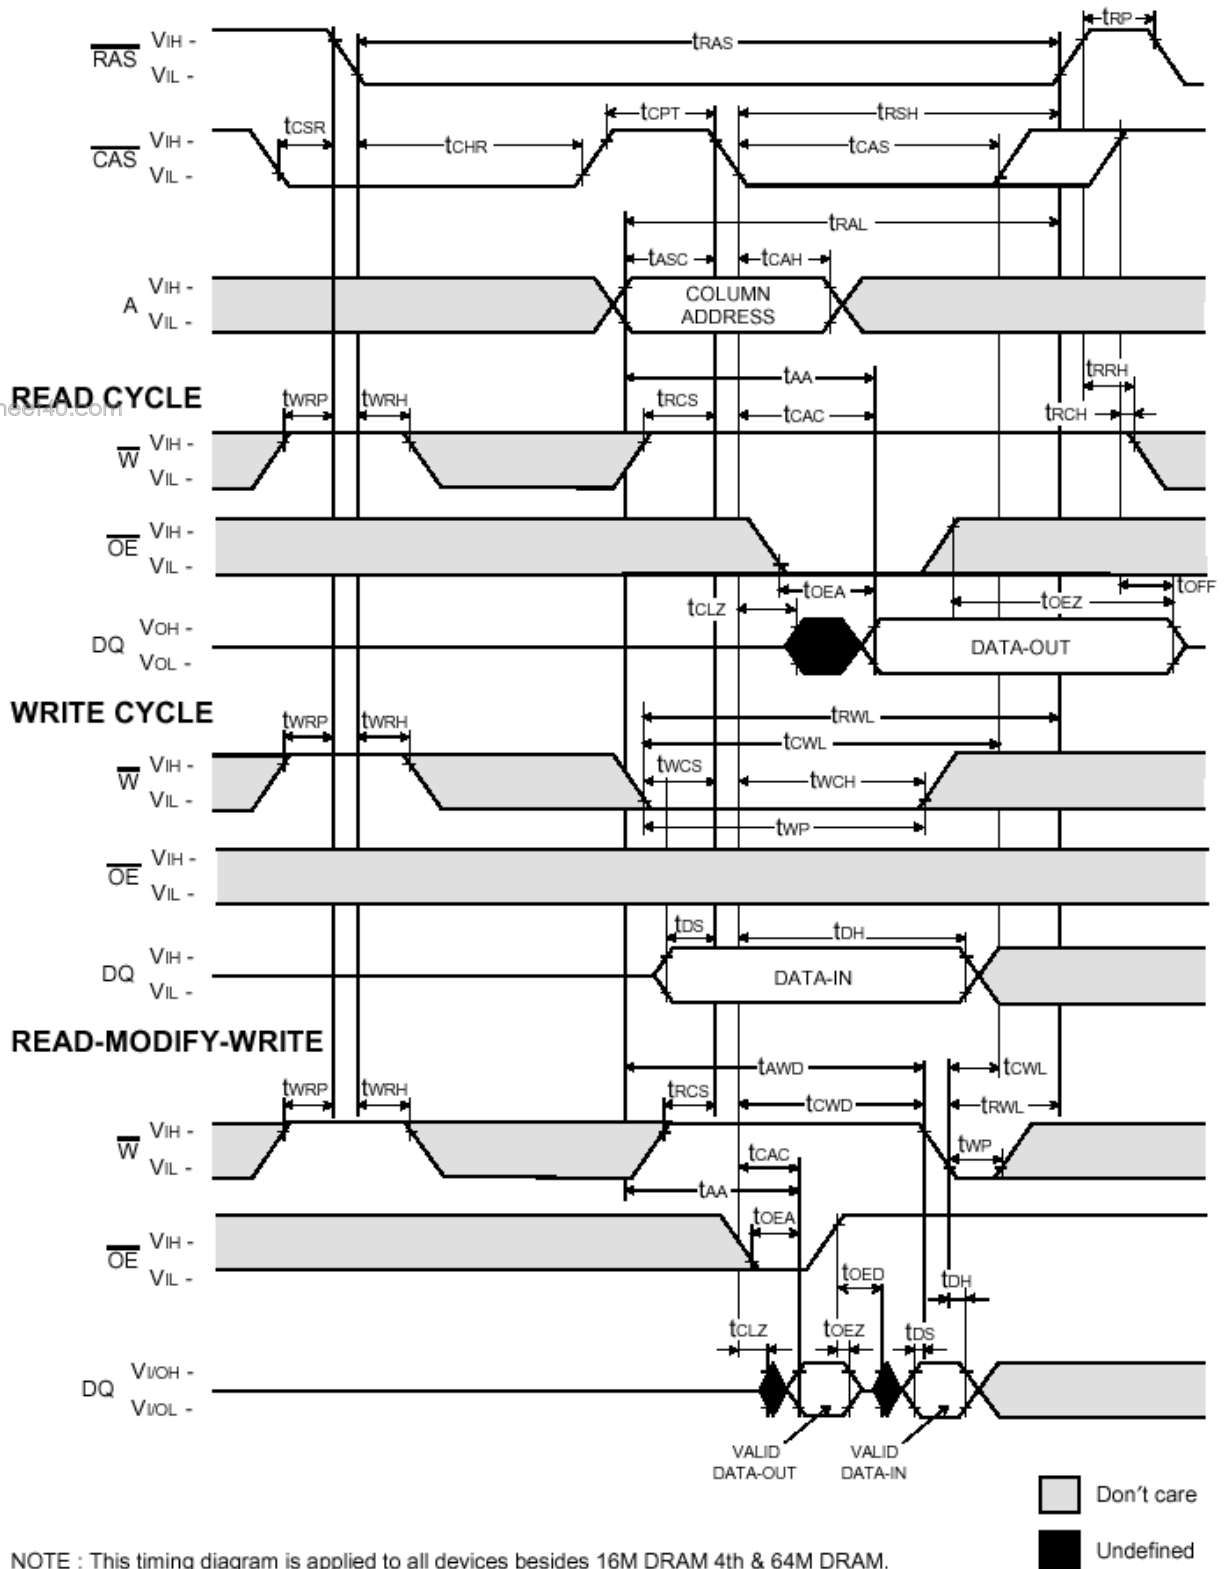 tRP
RAS VIH - tRAS
VIL -
tCPT tRSH
tCSR
CAS VIH - tCHR tCAS
VIL -
tRAL
tASC tCAH
A VIH - COLUMN
VIL - ADDRESS
tAA tRRH
READ CYCLE
neet40.com
tWRP tWRH tRCS tCAC tRCH
W VIH -
VIL -
OE VIH -
VIL -
tOEA tOFF
tCLZ tOEZ
DQ VOH -
VOL - DATA-OUT
WRITE CYCLE
tWRP tWRH tRWL
tCWL
W VIH - tWCS tWCH
VIL -
tWP
OE VIH -
VIL -
tDS tDH
DQ VIH -
VIL - DATA-IN
READ-MODIFY-WRITE
tAWD tCWL
tWRP tWRH tRCS tCWD tRWL
W VIH -
VIL - tCAC tWP
tAA
tOEA
OE VIH -
VIL -
tOED tDH
tCLZ tOEZ tDS
DQ VI/OH -
VI/OL -
VALID VALID
DATA-OUT DATA-IN
Don't care
Undefined
NOTE : This timing diagram is applied to all devices besides 16M DRAM 4th & 64M DRAM.